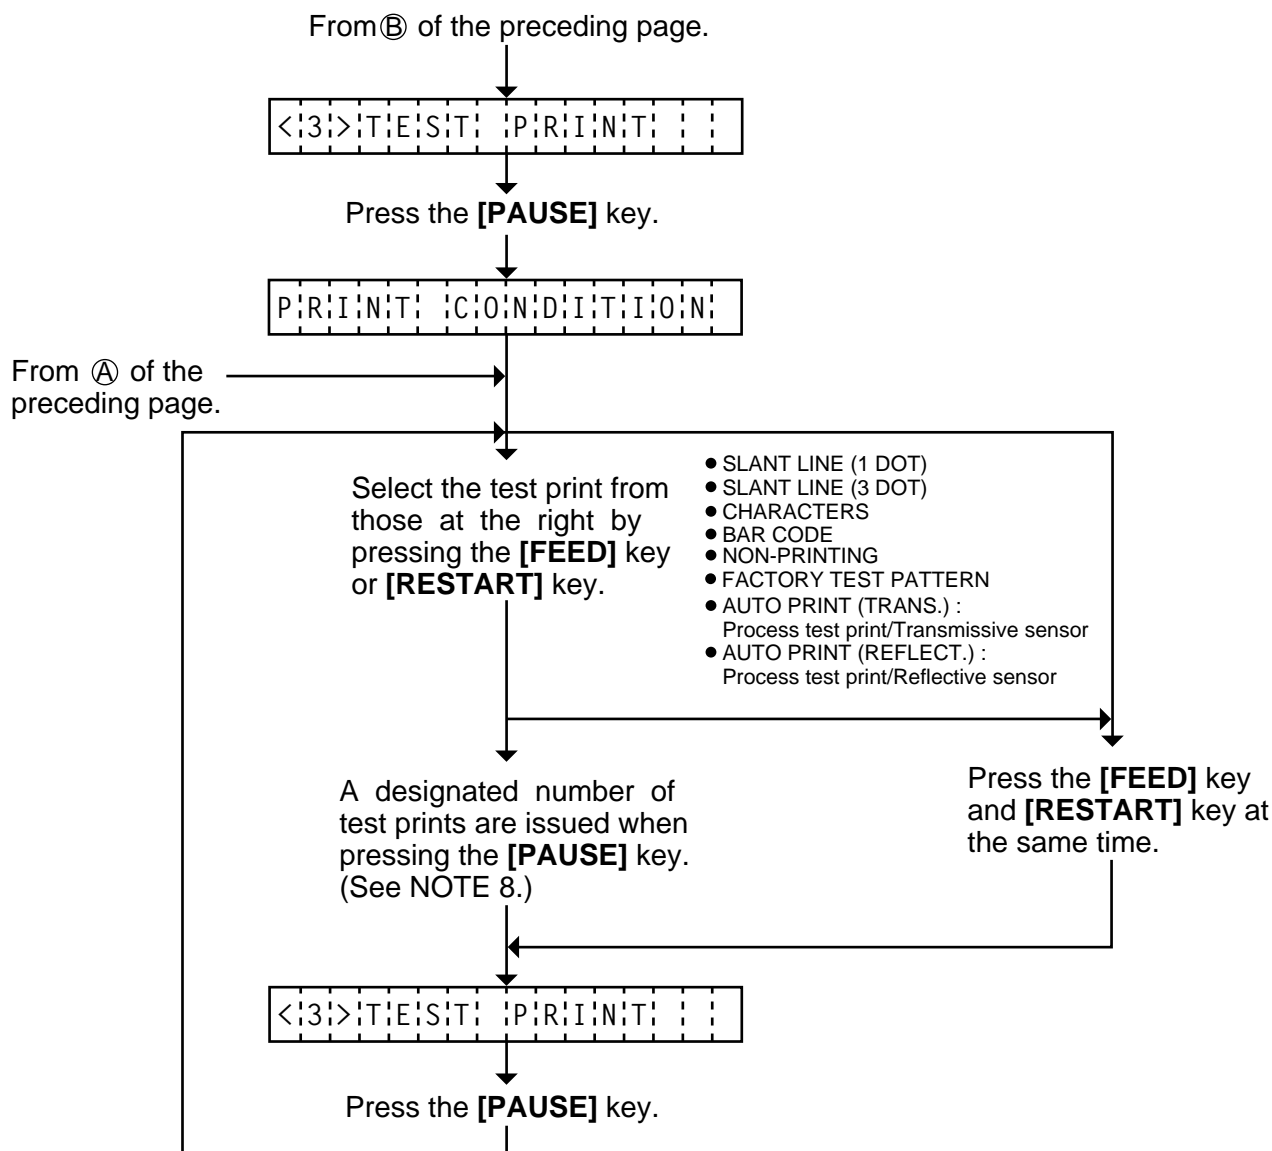 From Ⓑ of the preceding page.
<3>TEST PRINT
Press the [PAUSE] key.
PRINT CONDITION
From Ⓐ of the
preceding page.
Select the test print from
those at the right by
pressing the [FEED] key
or [RESTART] key.
● SLANT LINE (1 DOT)
● SLANT LINE (3 DOT)
● CHARACTERS
● BAR CODE
● NON-PRINTING
● FACTORY TEST PATTERN
● AUTO PRINT (TRANS.) :
Process test print/Transmissive sensor
● AUTO PRINT (REFLECT.) :
Process test print/Reflective sensor
A designated number of
test prints are issued when
pressing the [PAUSE] key.
(See NOTE 8.)
Press the [FEED] key
and [RESTART] key at
the same time.
<3>TEST PRINT
Press the [PAUSE] key.